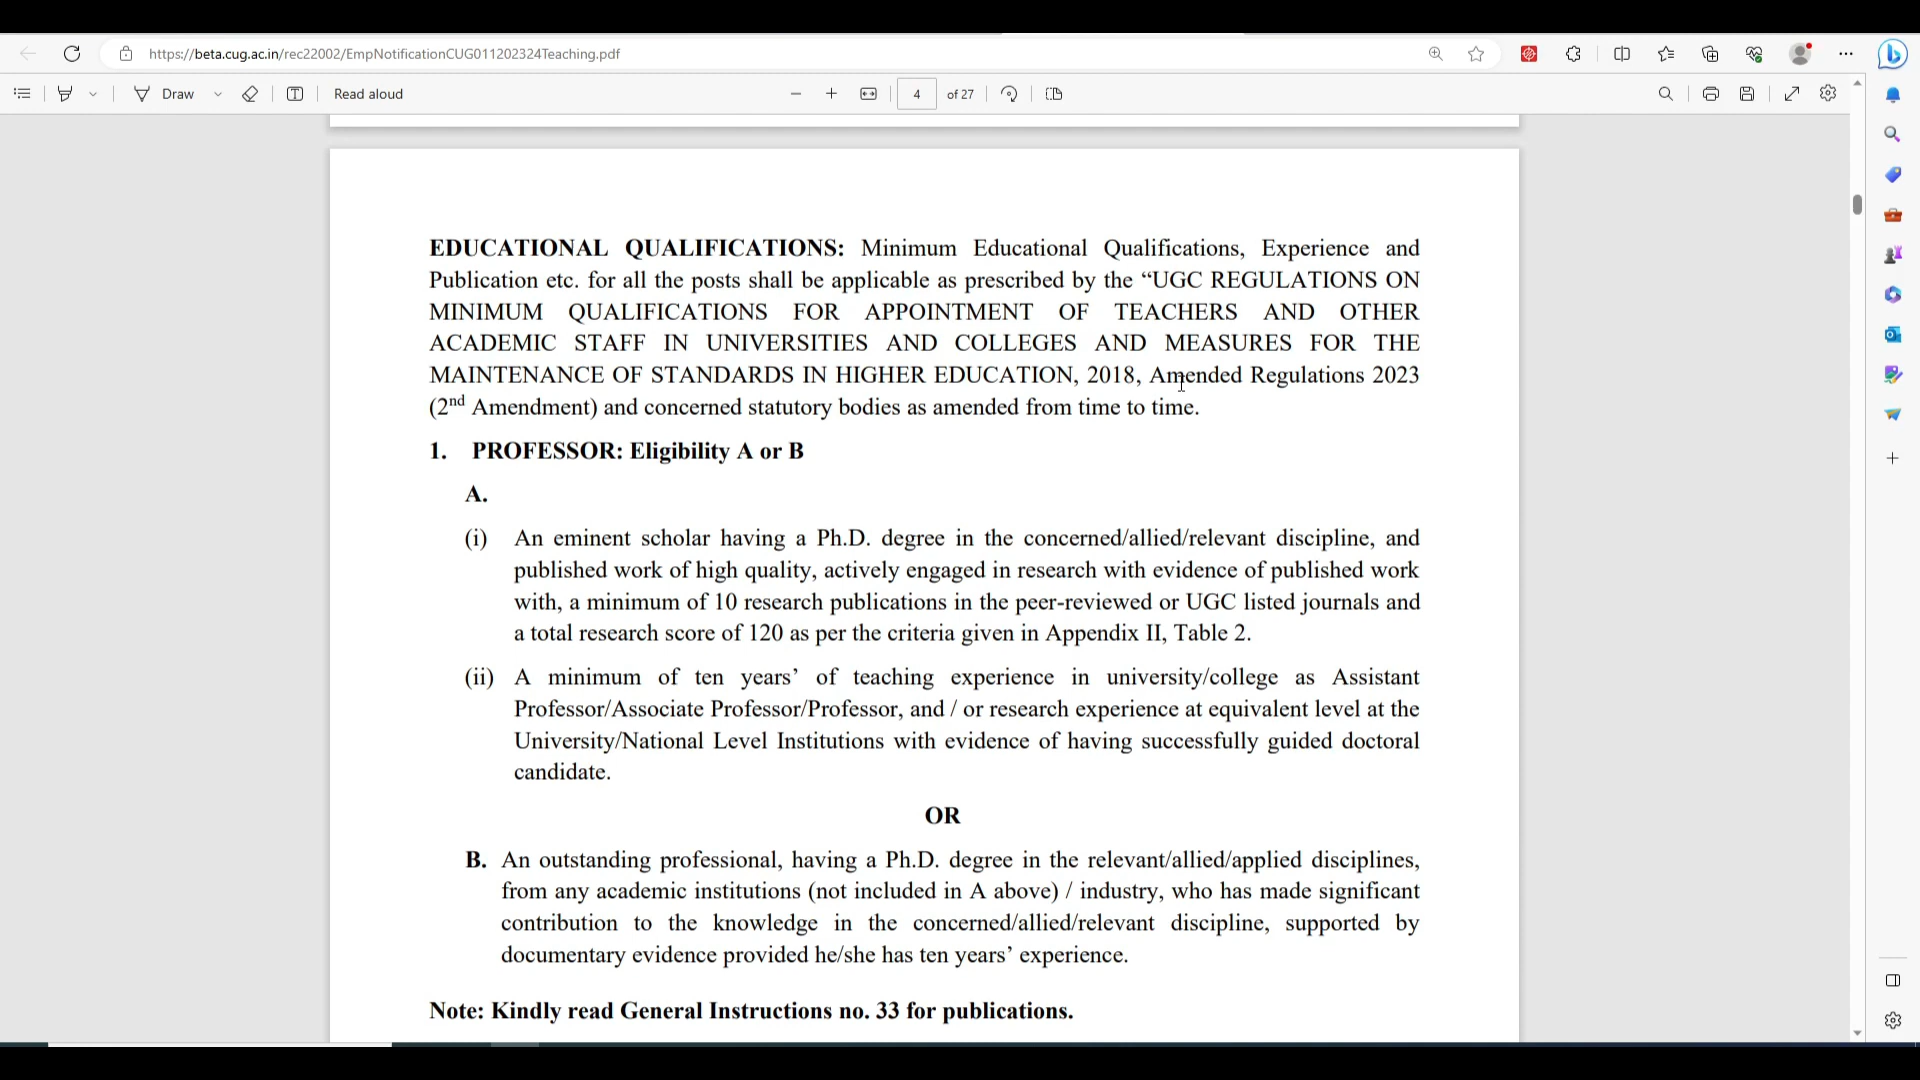 https://beta.cug.ac.in/rec22002/EmpNotificationCUG011202324Teaching.pdf
Draw
Read aloud
4 of 27
EDUCATIONAL QUALIFICATIONS: Minimum Educational Qualifications, Experience and
Publication etc. for all the posts shall be applicable as prescribed by the “UGC REGULATIONS ON
MINIMUM QUALIFICATIONS FOR APPOINTMENT OF TEACHERS AND OTHER
ACADEMIC STAFF IN UNIVERSITIES AND COLLEGES AND MEASURES FOR THE
MAINTENANCE OF STANDARDS IN HIGHER EDUCATION, 2018, Amended Regulations 2023
(2nd Amendment) and concerned statutory bodies as amended from time to time.
1. PROFESSOR: Eligibility A or B
A.
(i) An eminent scholar having a Ph.D. degree in the concerned/allied/relevant discipline, and
published work of high quality, actively engaged in research with evidence of published work
with, a minimum of 10 research publications in the peer-reviewed or UGC listed journals and
a total research score of 120 as per the criteria given in Appendix II, Table 2.
(ii) A minimum of ten years’ of teaching experience in university/college as Assistant
Professor/Associate Professor/Professor, and / or research experience at equivalent level at the
University/National Level Institutions with evidence of having successfully guided doctoral
candidate.
OR
B. An outstanding professional, having a Ph.D. degree in the relevant/allied/applied disciplines,
from any academic institutions (not included in A above) / industry, who has made significant
contribution to the knowledge in the concerned/allied/relevant discipline, supported by
documentary evidence provided he/she has ten years’ experience.
Note: Kindly read General Instructions no. 33 for publications.